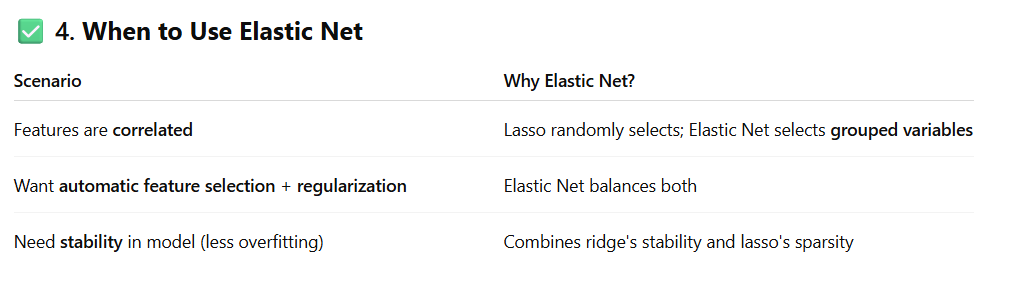 ✅ 4. When to Use Elastic Net
Scenario Why Elastic Net?
Features are correlated Lasso randomly selects; Elastic Net selects grouped variables
Want automatic feature selection + regularization Elastic Net balances both
Need stability in model (less overfitting) Combines ridge's stability and lasso's sparsity